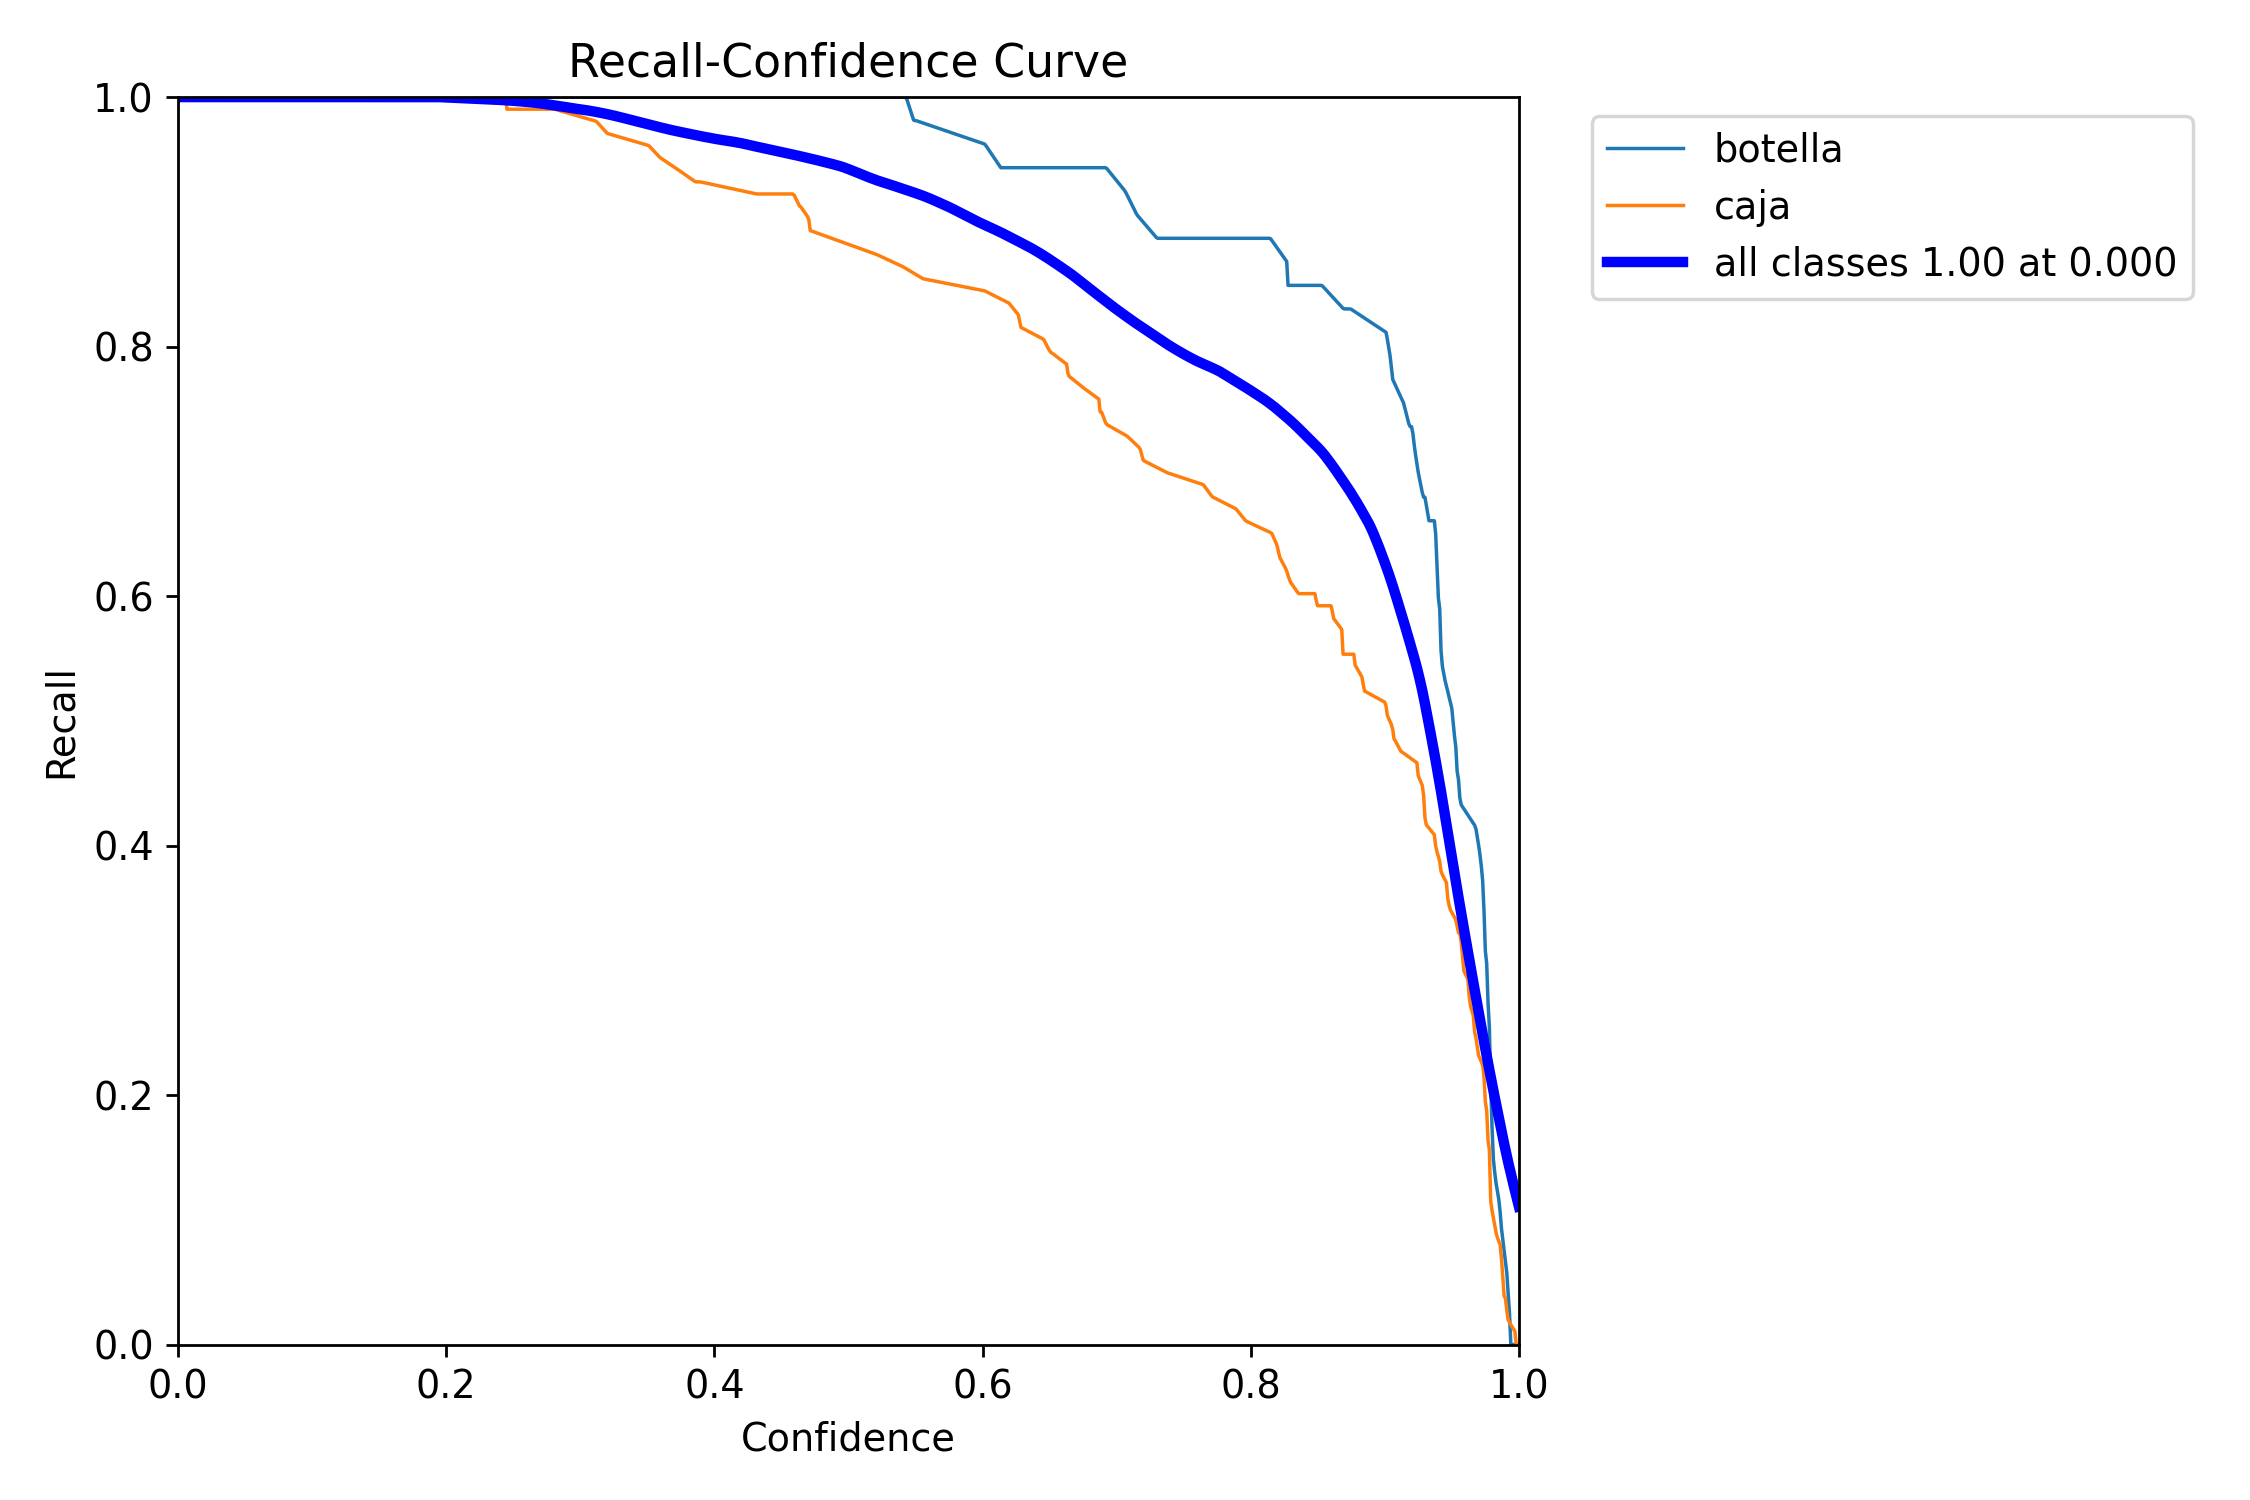 Recall-Confidence Curve
1.0
0.8
0.6
0.4
0.2
0.0
Recall
0.0 0.2 0.4 0.6 0.8 1.0
Confidence
botella
caja
all classes 1.00 at 0.000